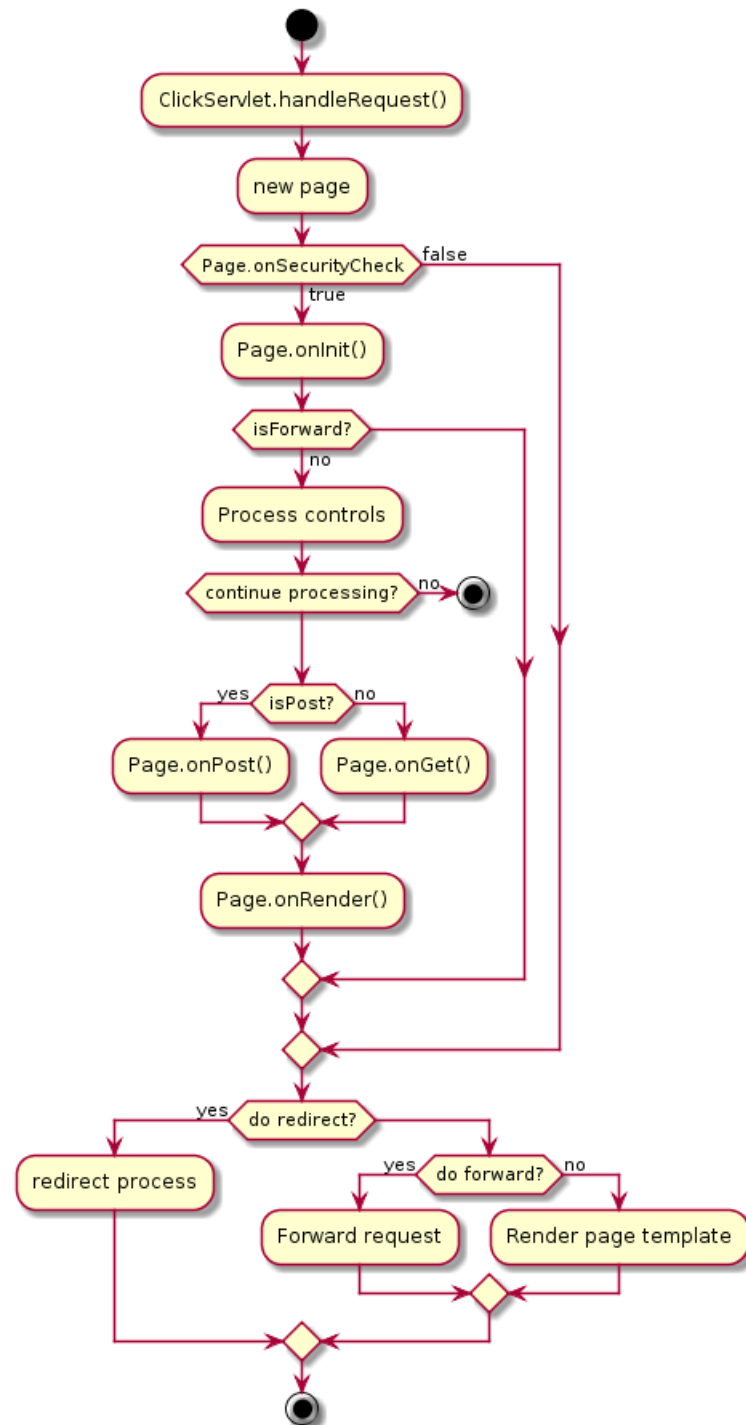 ClickServlet.handleRequest()
new page
Page.onSecurityCheck
false
true
Page.onInit()
isForward?
no
Process controls
continue processing?
no
isPost?
yes
no
Page.onPost()
Page.onGet()
Page.onRender()
do redirect?
yes
redirect process
do forward?
yes
no
Forward request
Render page template